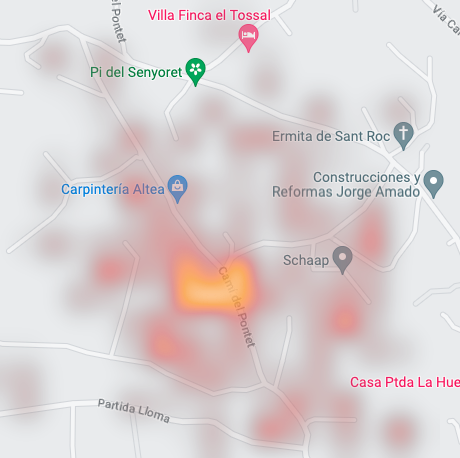 del Pontet
Villa Finca el Tossal
Via Ca
Pi del Senyoret
Ermita de Sant Roc
Construcciones y
Reformas Jorge Amado
Carpintería Altea
Schaap
Camí del Pontet
Casa Ptda La Hue
Partida Lloma